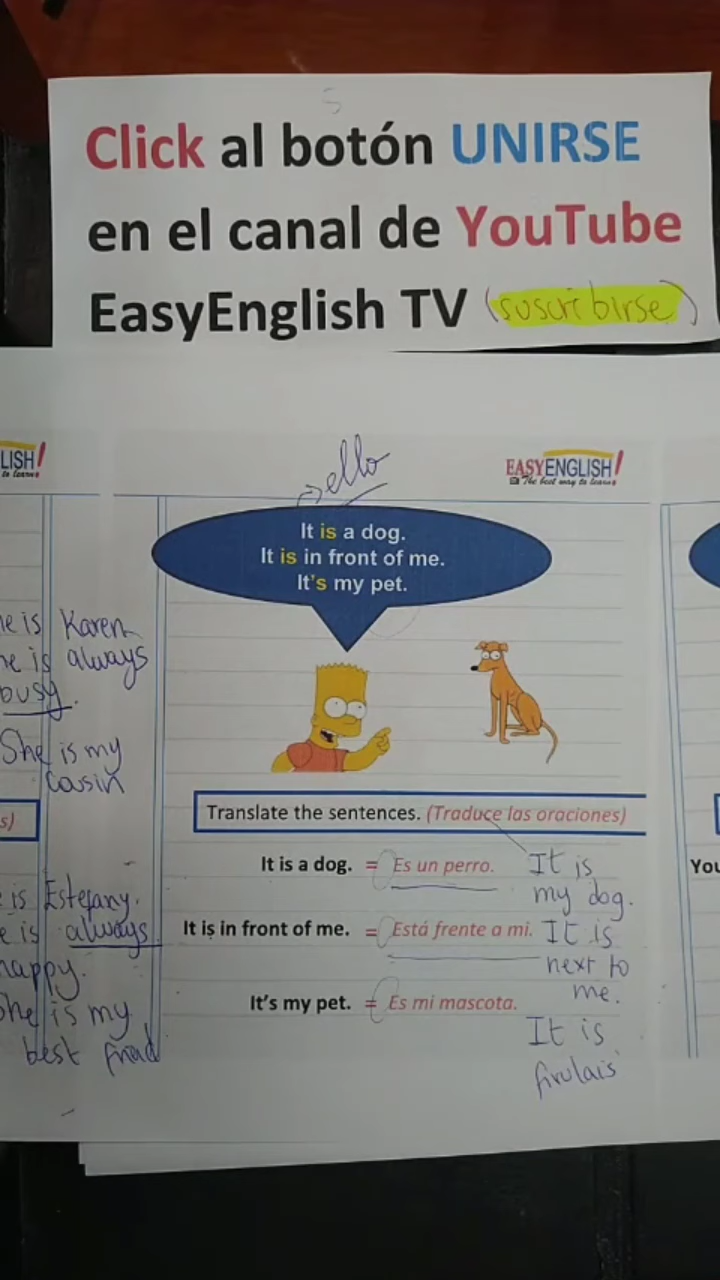 Click al botón UNIRSE
en el canal de YouTube
EasyEnglish TV (suscribirse)
LISH!
to learn
EASYENGLISH!
The best way to learn
It is a dog.
It is in front of me.
It's my pet.
he is Karen
he is always
busy.
She is my
cousin
s)
Translate the sentences. (Traduce las oraciones)
It is a dog. = Es un perro.
It is
my dog.
It is in front of me. = Está frente a mi.
It is
next to
me.
It's my pet. = Es mi mascota.
It is
firulais
e is Estefany.
e is always
happy.
She is my
best
You